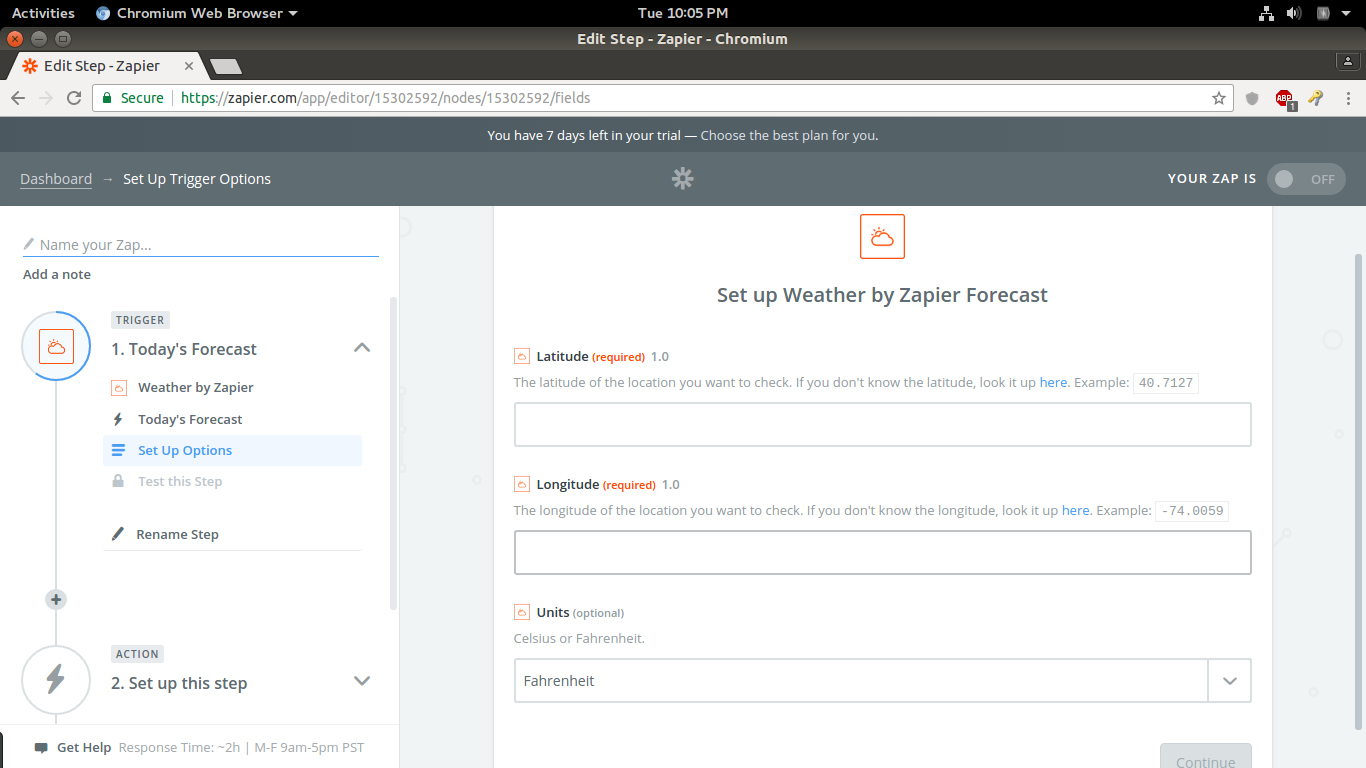 Activities Chromium Web Browser Tue 10:05 PM
Edit Step - Zapier - Chromium
Edit Step - Zapier
Secure https://zapier.com/app/editor/15302592/nodes/15302592/fields
ABP
1
You have 7 days left in your trial — Choose the best plan for you.
Dashboard → Set Up Trigger Options
YOUR ZAP IS OFF
Name your Zap...
Add a note
TRIGGER
1. Today's Forecast
Weather by Zapier
Today's Forecast
Set Up Options
Test this Step
Rename Step
ACTION
2. Set up this step
Get Help Response Time: ~2h | M-F 9am-5pm PST
Set up Weather by Zapier Forecast
Latitude (required) 1.0
The latitude of the location you want to check. If you don't know the latitude, look it up here. Example: 40.7127
Longitude (required) 1.0
The longitude of the location you want to check. If you don't know the longitude, look it up here. Example: -74.0059
Units (optional)
Celsius or Fahrenheit.
Fahrenheit
Continue